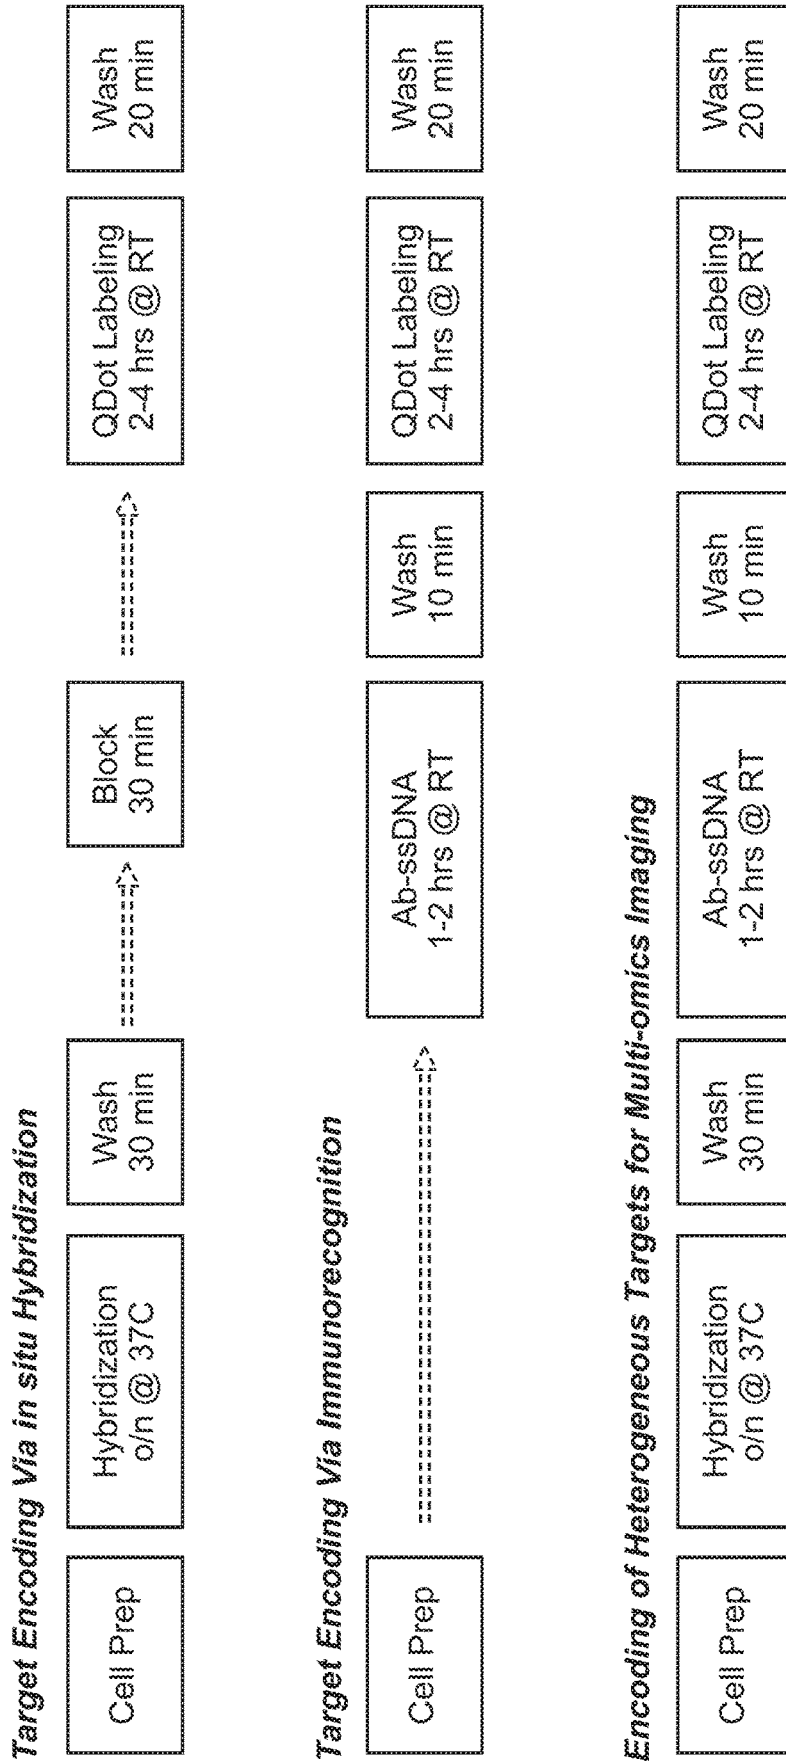 Target Encoding Via in situ Hybridization
Cell Prep
Hybridization
o/n @ 37C
Wash
30 min
Block
30 min
QDot Labeling
2-4 hrs @ RT
Wash
20 min
Target Encoding Via Immunorecognition
Cell Prep
Ab-ssDNA
1-2 hrs @ RT
Wash
10 min
QDot Labeling
2-4 hrs @ RT
Wash
20 min
Encoding of Heterogeneous Targets for Multi-omics Imaging
Cell Prep
Hybridization
o/n @ 37C
Wash
30 min
Ab-ssDNA
1-2 hrs @ RT
Wash
10 min
QDot Labeling
2-4 hrs @ RT
Wash
20 min